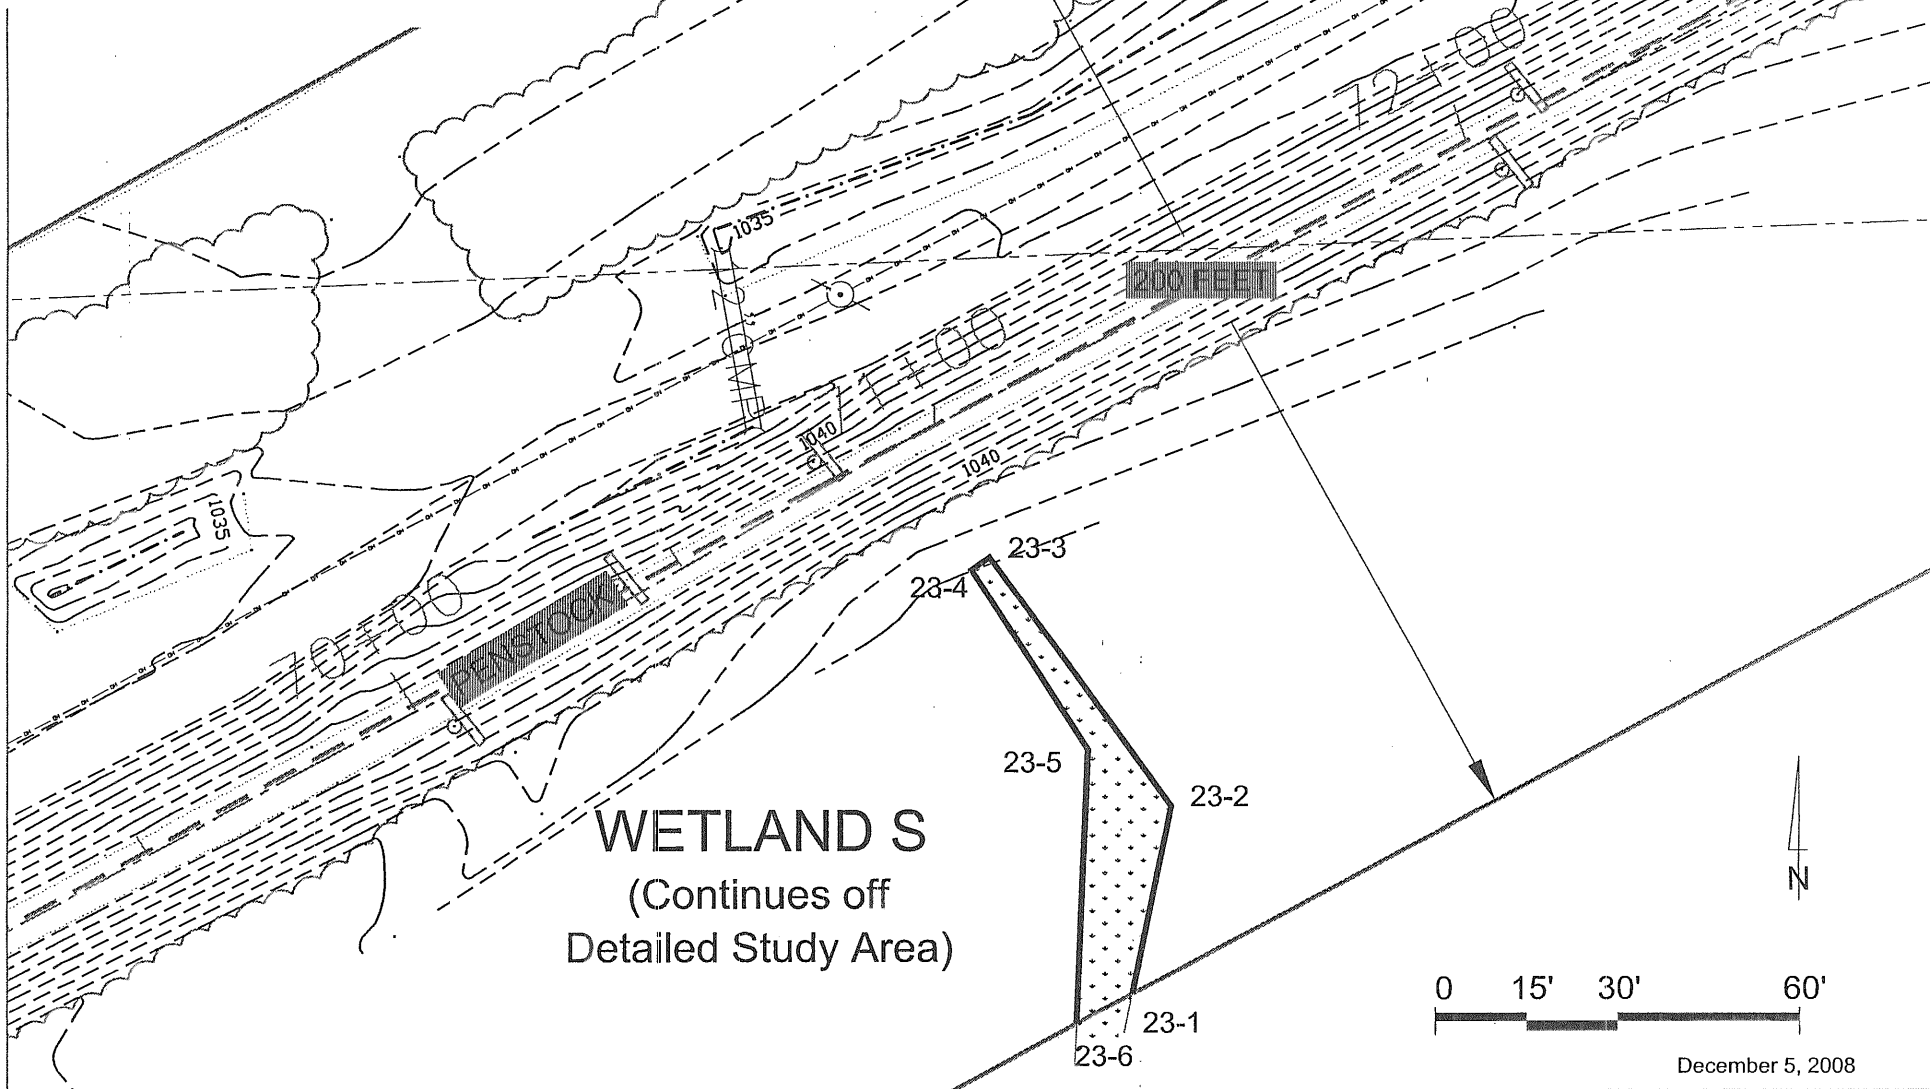 72+00
1035
200 FEET
71+00
1040
1040
1035
23-3
23-4
70+00
PENSTOCK
23-5
23-2
WETLAND S
(Continues off
Detailed Study Area)
N
0 15' 30' 60'
23-1
23-6
December 5, 2008